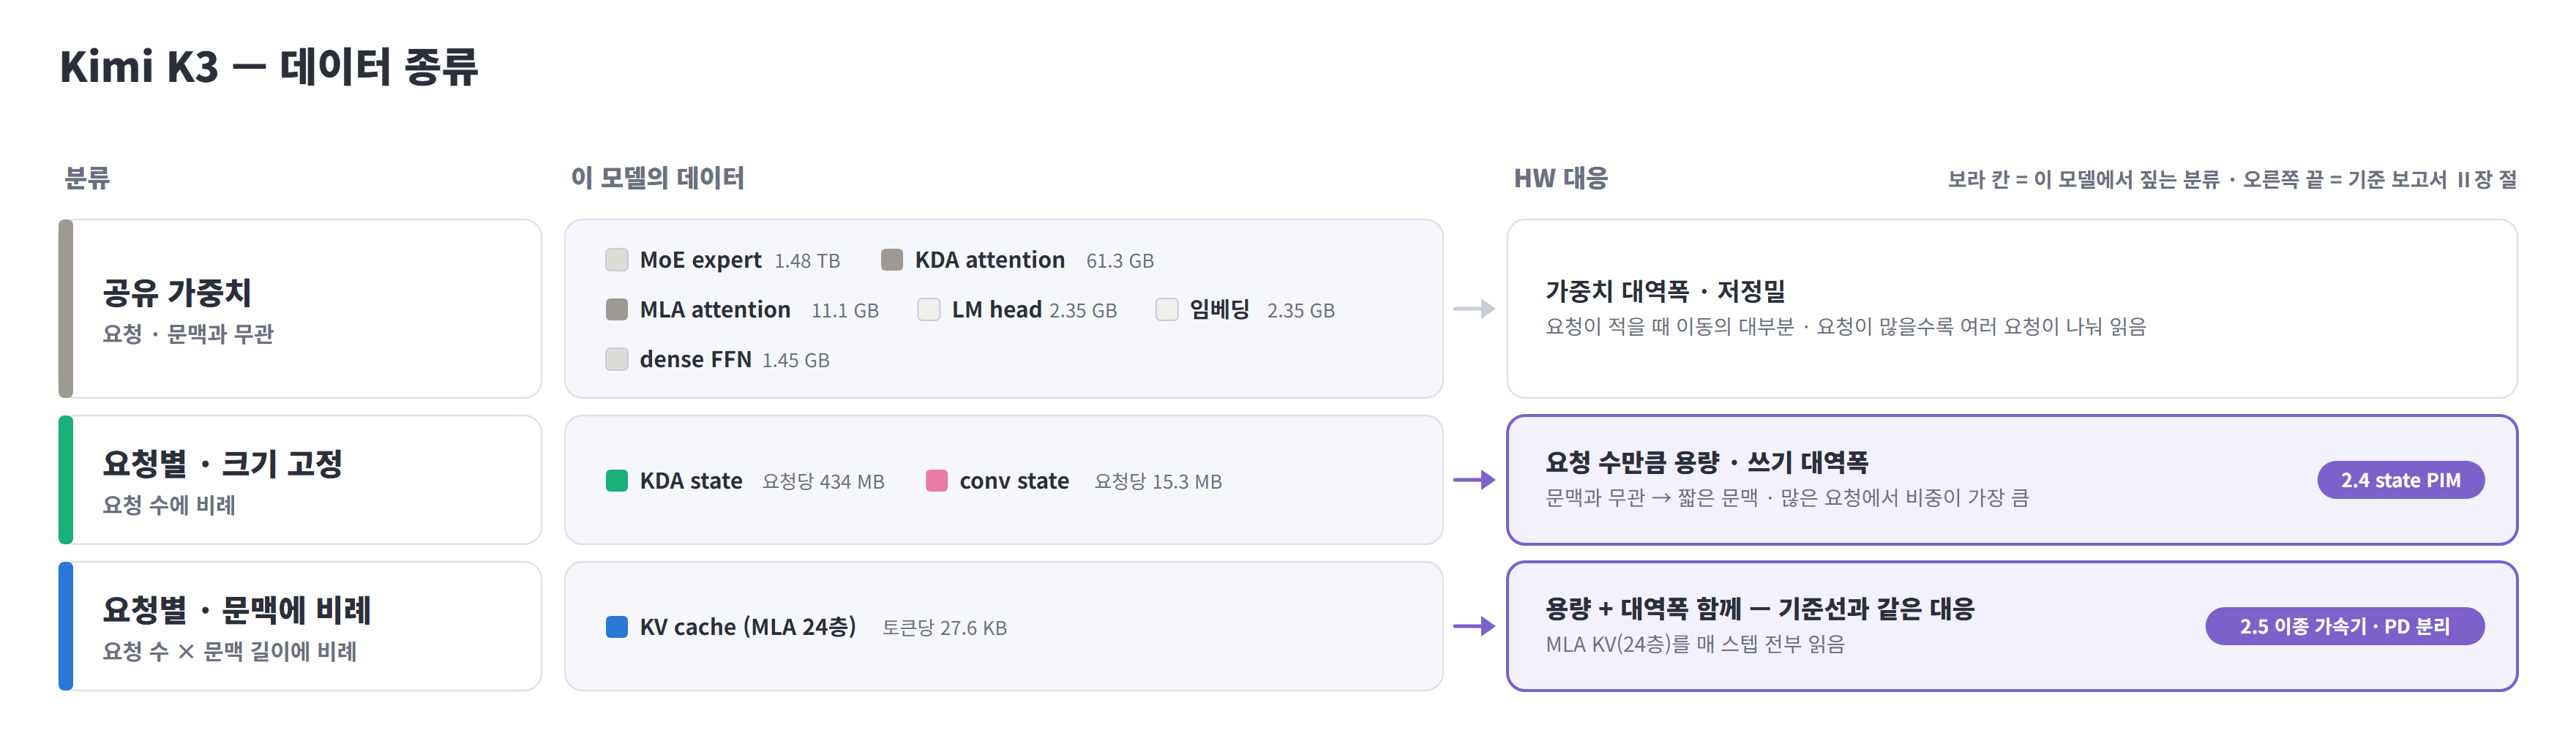 Kimi K3 — 데이터 종류
분류
이 모델의 데이터
HW 대응
보라 칸 = 이 모델에서 짚는 분류 · 오른쪽 끝 = 기준 보고서 II장 절
공유 가중치
요청 · 문맥과 무관
MoE expert 1.48 TB KDA attention 61.3 GB
MLA attention 11.1 GB LM head 2.35 GB 임베딩 2.35 GB
dense FFN 1.45 GB
가중치 대역폭 · 저정밀
요청이 적을 때 이동의 대부분 · 요청이 많을수록 여러 요청이 나눠 읽음
요청별 · 크기 고정
요청 수에 비례
KDA state 요청당 434 MB conv state 요청당 15.3 MB
요청 수만큼 용량 · 쓰기 대역폭
문맥과 무관 → 짧은 문맥 · 많은 요청에서 비중이 가장 큼
2.4 state PIM
요청별 · 문맥에 비례
요청 수 × 문맥 길이에 비례
KV cache (MLA 24층) 토큰당 27.6 KB
용량 + 대역폭 함께 — 기준선과 같은 대응
MLA KV(24층)를 매 스텝 전부 읽음
2.5 이종 가속기 · PD 분리